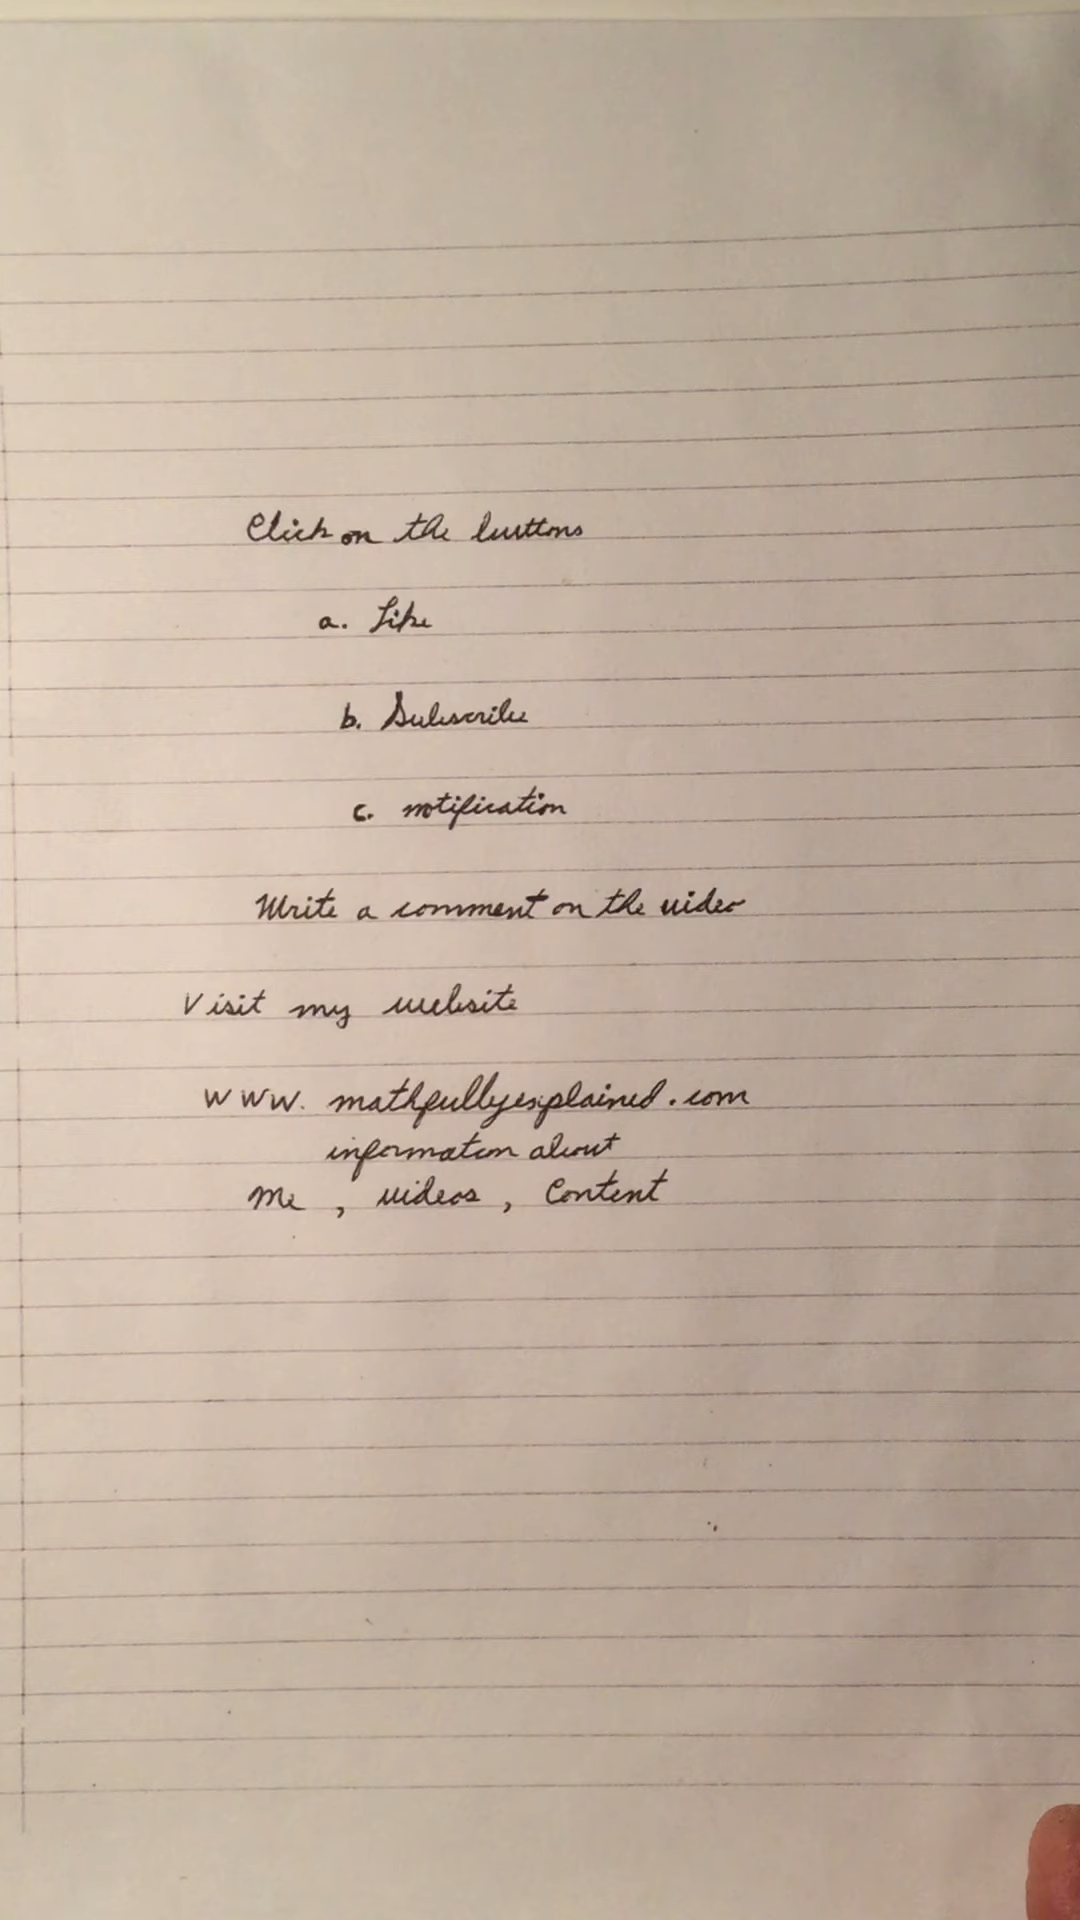 Click on the buttons
a. Like
b. Subscribe
c. notification
Write a comment on the video
Visit my website
www. mathfullyexplained.com
information about
Me , videos , Content